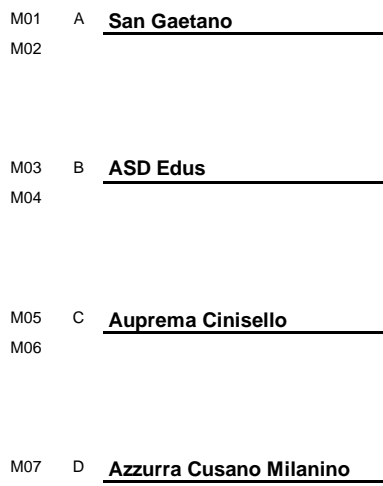 M01 A San Gaetano
M02
M03 B ASD Edus
M04
M05 C Auprema Cinisello
M06
M07 D Azzurra Cusano Milanino